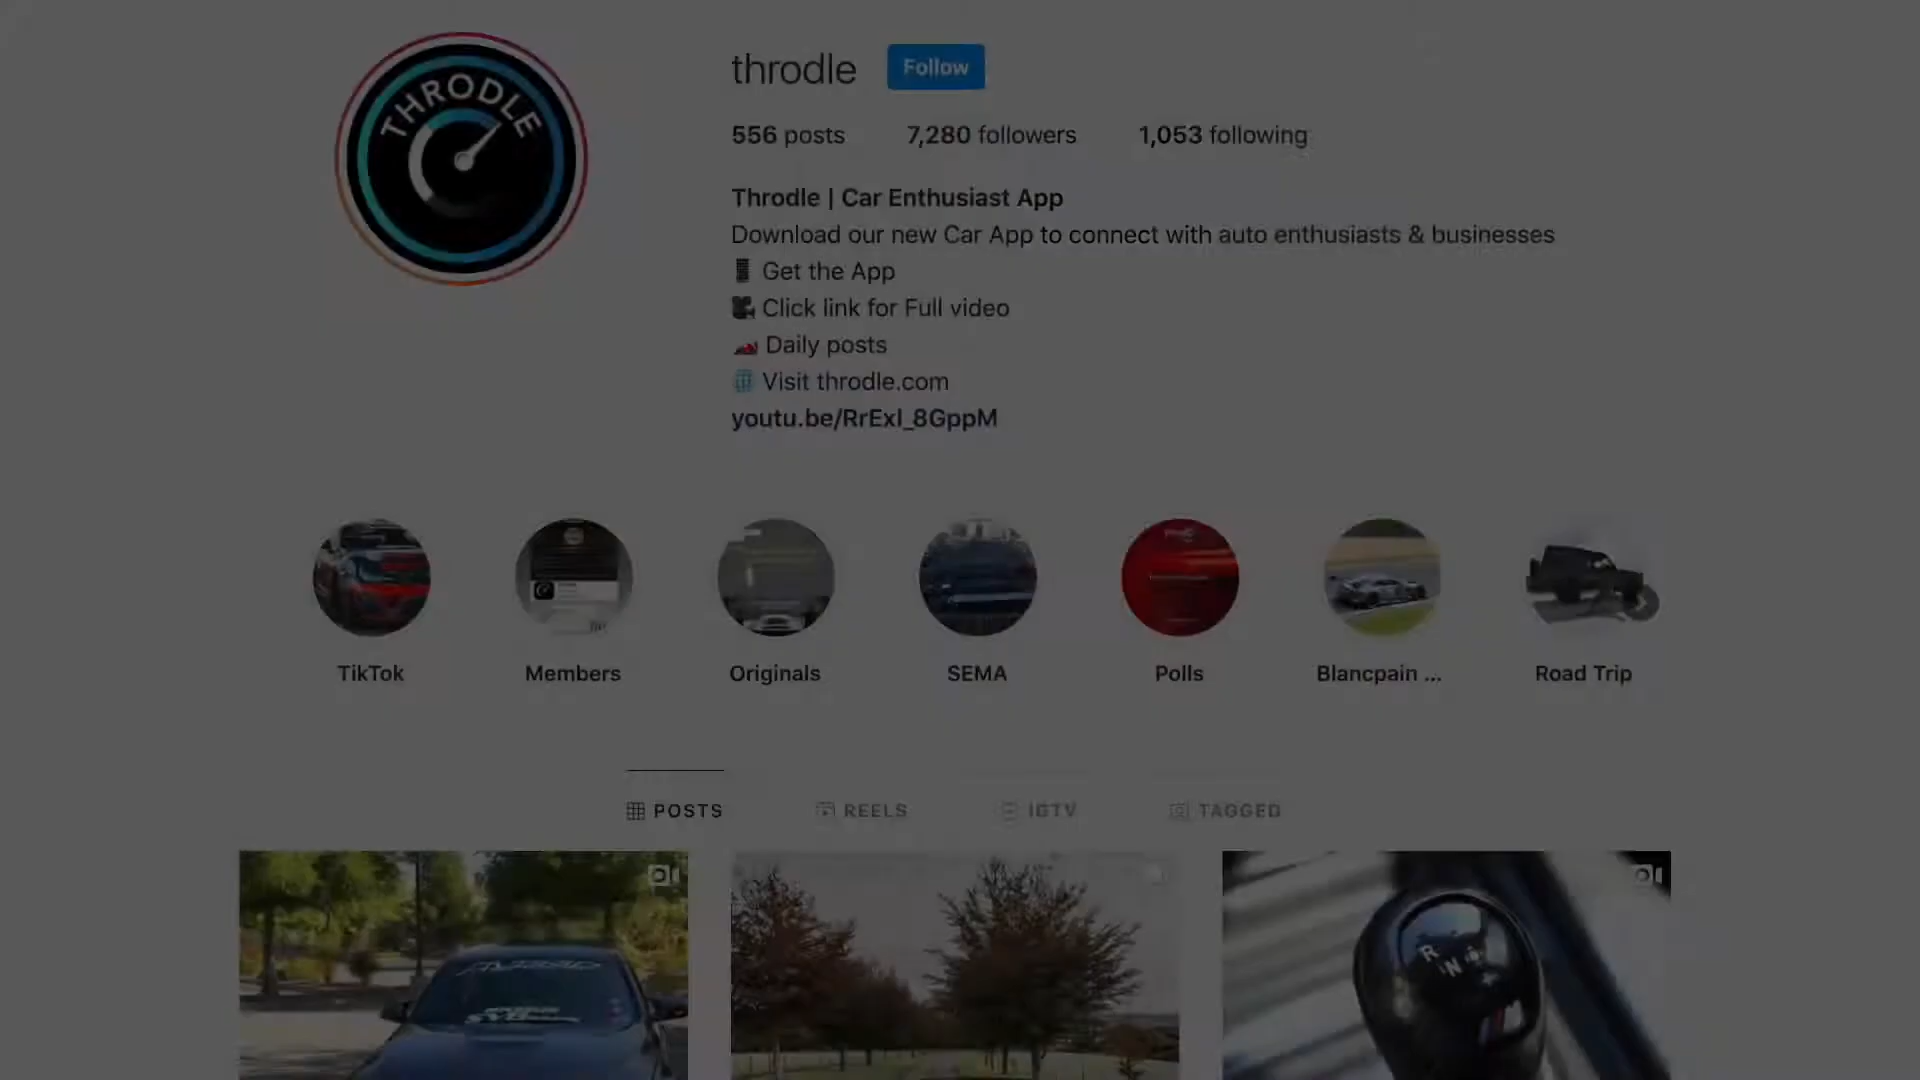 THRODLE
throdle
Follow
556 posts 7,280 followers 1,053 following
Throdle | Car Enthusiast App
Download our new Car App to connect with auto enthusiasts & businesses
Get the App
Click link for Full video
Daily posts
Visit throdle.com
youtu.be/RrExI_8GppM
TikTok Members Originals SEMA Polls Blancpain ... Road Trip
POSTS REELS IGTV TAGGED
R
N
M